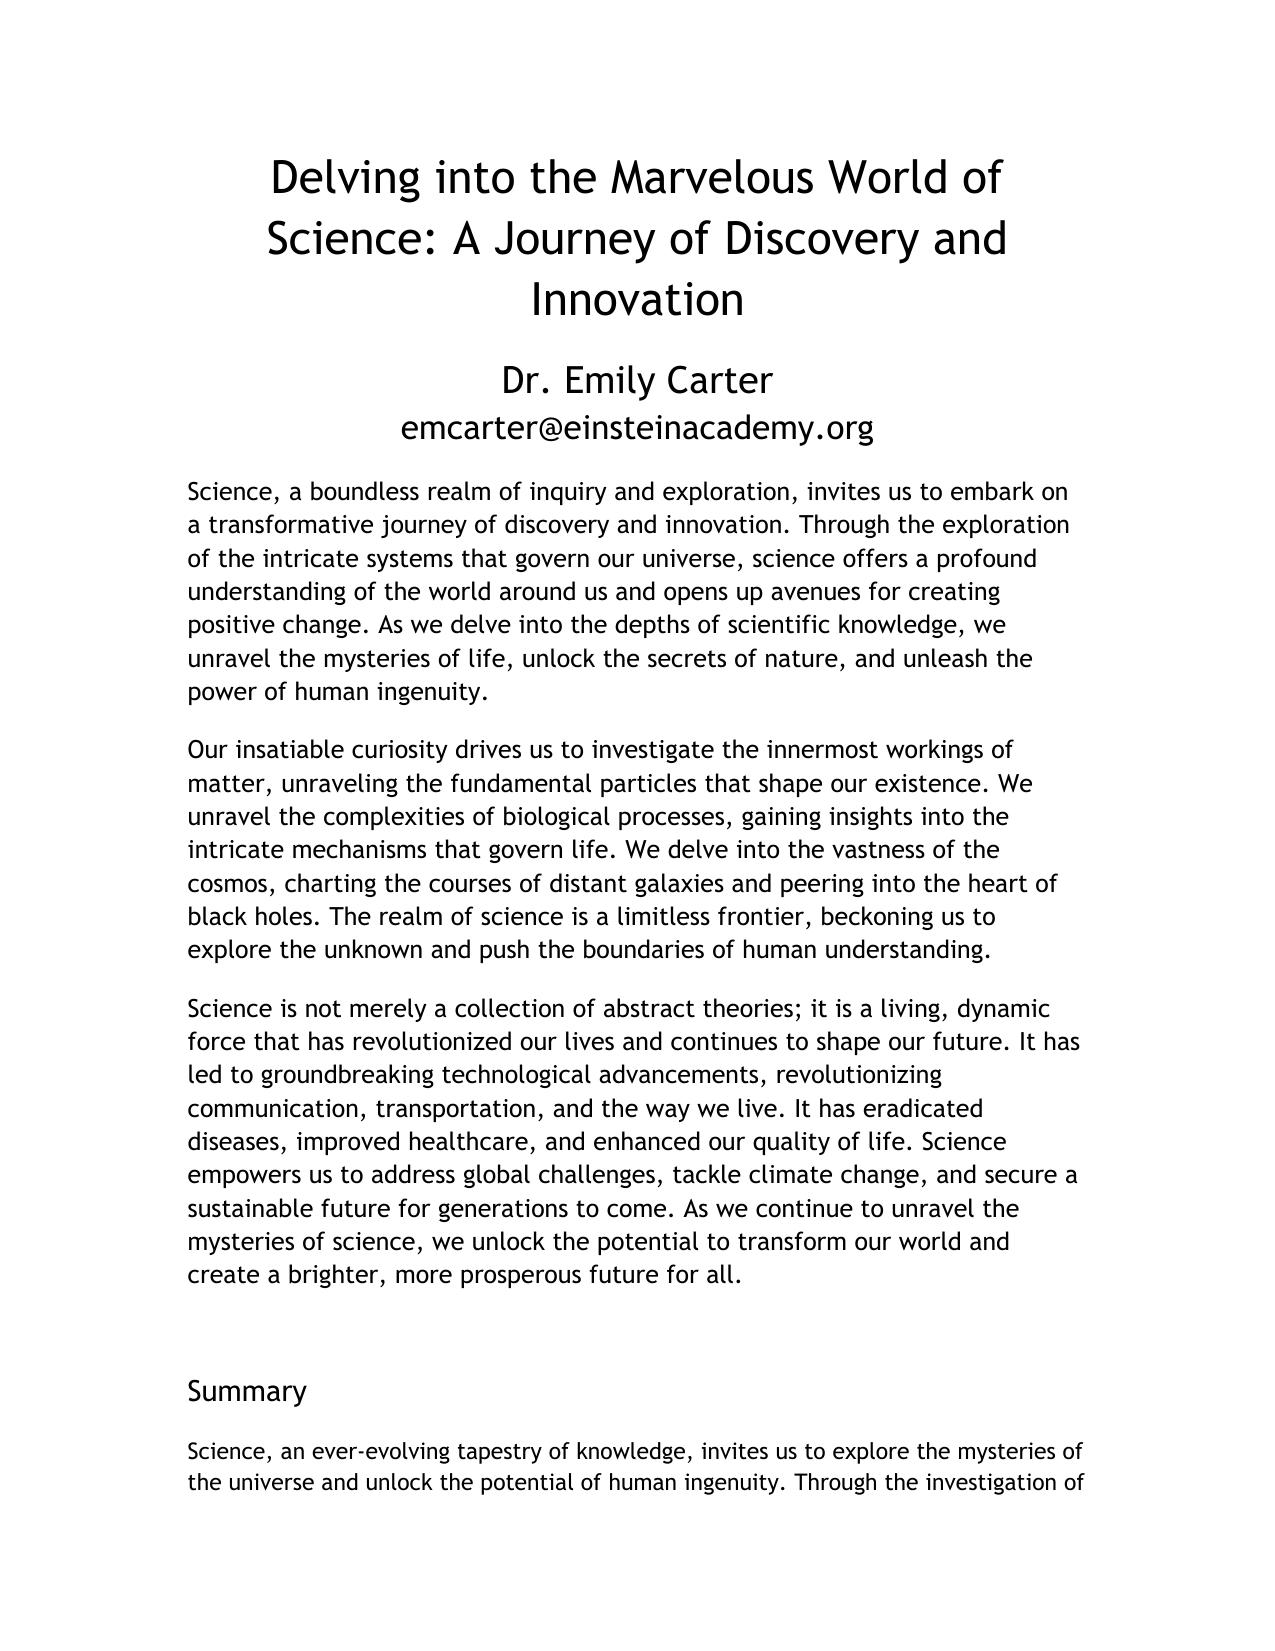 Delving into the Marvelous World of
Science: A Journey of Discovery and
Innovation
Dr. Emily Carter
emcarter@einsteinacademy.org
Science, a boundless realm of inquiry and exploration, invites us to embark on
a transformative journey of discovery and innovation. Through the exploration
of the intricate systems that govern our universe, science offers a profound
understanding of the world around us and opens up avenues for creating
positive change. As we delve into the depths of scientific knowledge, we
unravel the mysteries of life, unlock the secrets of nature, and unleash the
power of human ingenuity.
Our insatiable curiosity drives us to investigate the innermost workings of
matter, unraveling the fundamental particles that shape our existence. We
unravel the complexities of biological processes, gaining insights into the
intricate mechanisms that govern life. We delve into the vastness of the
cosmos, charting the courses of distant galaxies and peering into the heart of
black holes. The realm of science is a limitless frontier, beckoning us to
explore the unknown and push the boundaries of human understanding.
Science is not merely a collection of abstract theories; it is a living, dynamic
force that has revolutionized our lives and continues to shape our future. It has
led to groundbreaking technological advancements, revolutionizing
communication, transportation, and the way we live. It has eradicated
diseases, improved healthcare, and enhanced our quality of life. Science
empowers us to address global challenges, tackle climate change, and secure a
sustainable future for generations to come. As we continue to unravel the
mysteries of science, we unlock the potential to transform our world and
create a brighter, more prosperous future for all.
Summary
Science, an ever-evolving tapestry of knowledge, invites us to explore the mysteries of
the universe and unlock the potential of human ingenuity. Through the investigation of